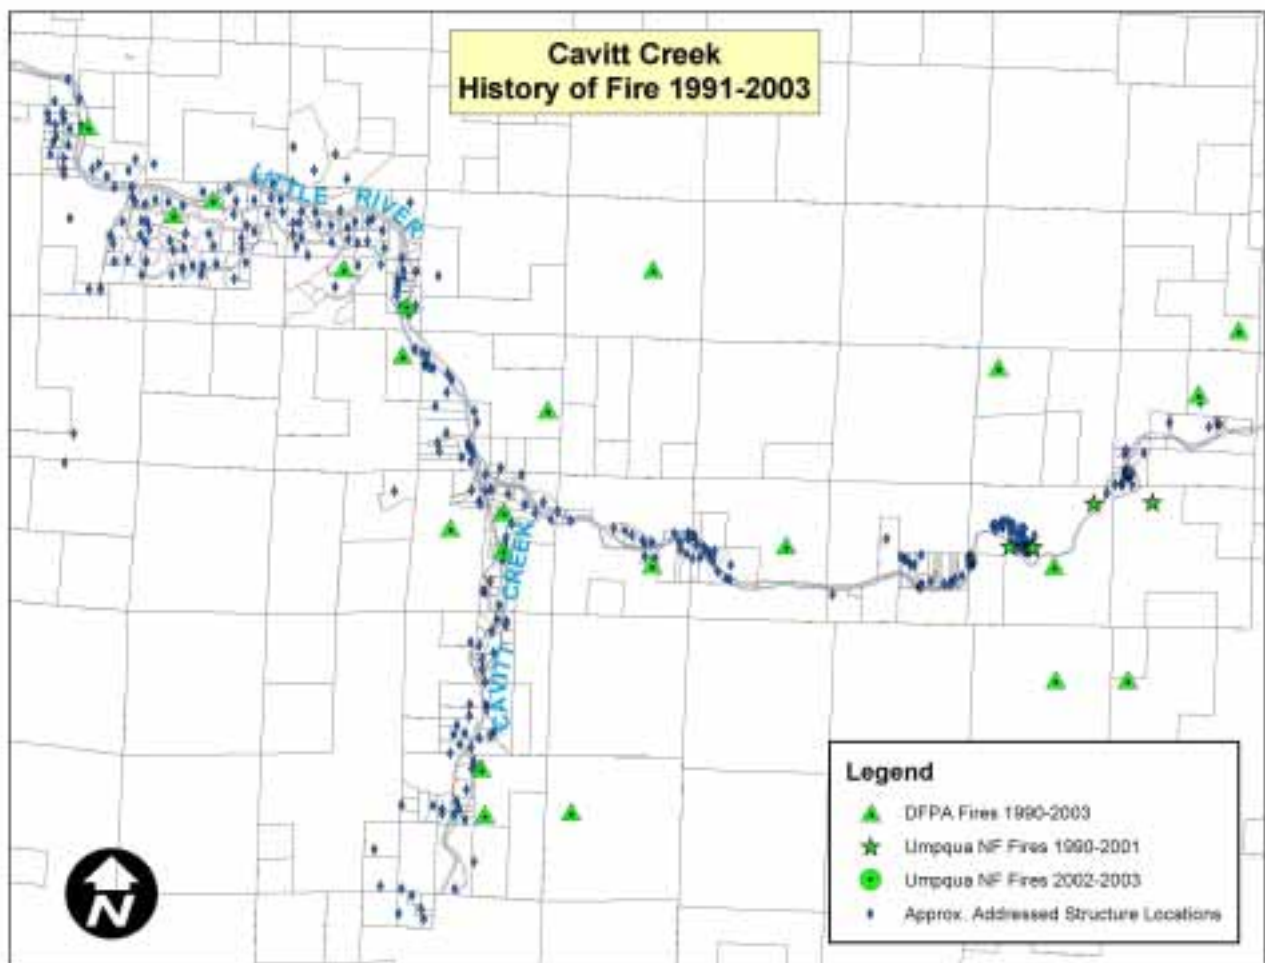 Cavitt Creek
History of Fire 1991-2003
LITTLE RIVER
CAVITT CREEK
Legend
DFPA Fires 1990-2003
Umpqua NF Fires 1990-2001
Umpqua NF Fires 2002-2003
Approx. Addressed Structure Locations
N